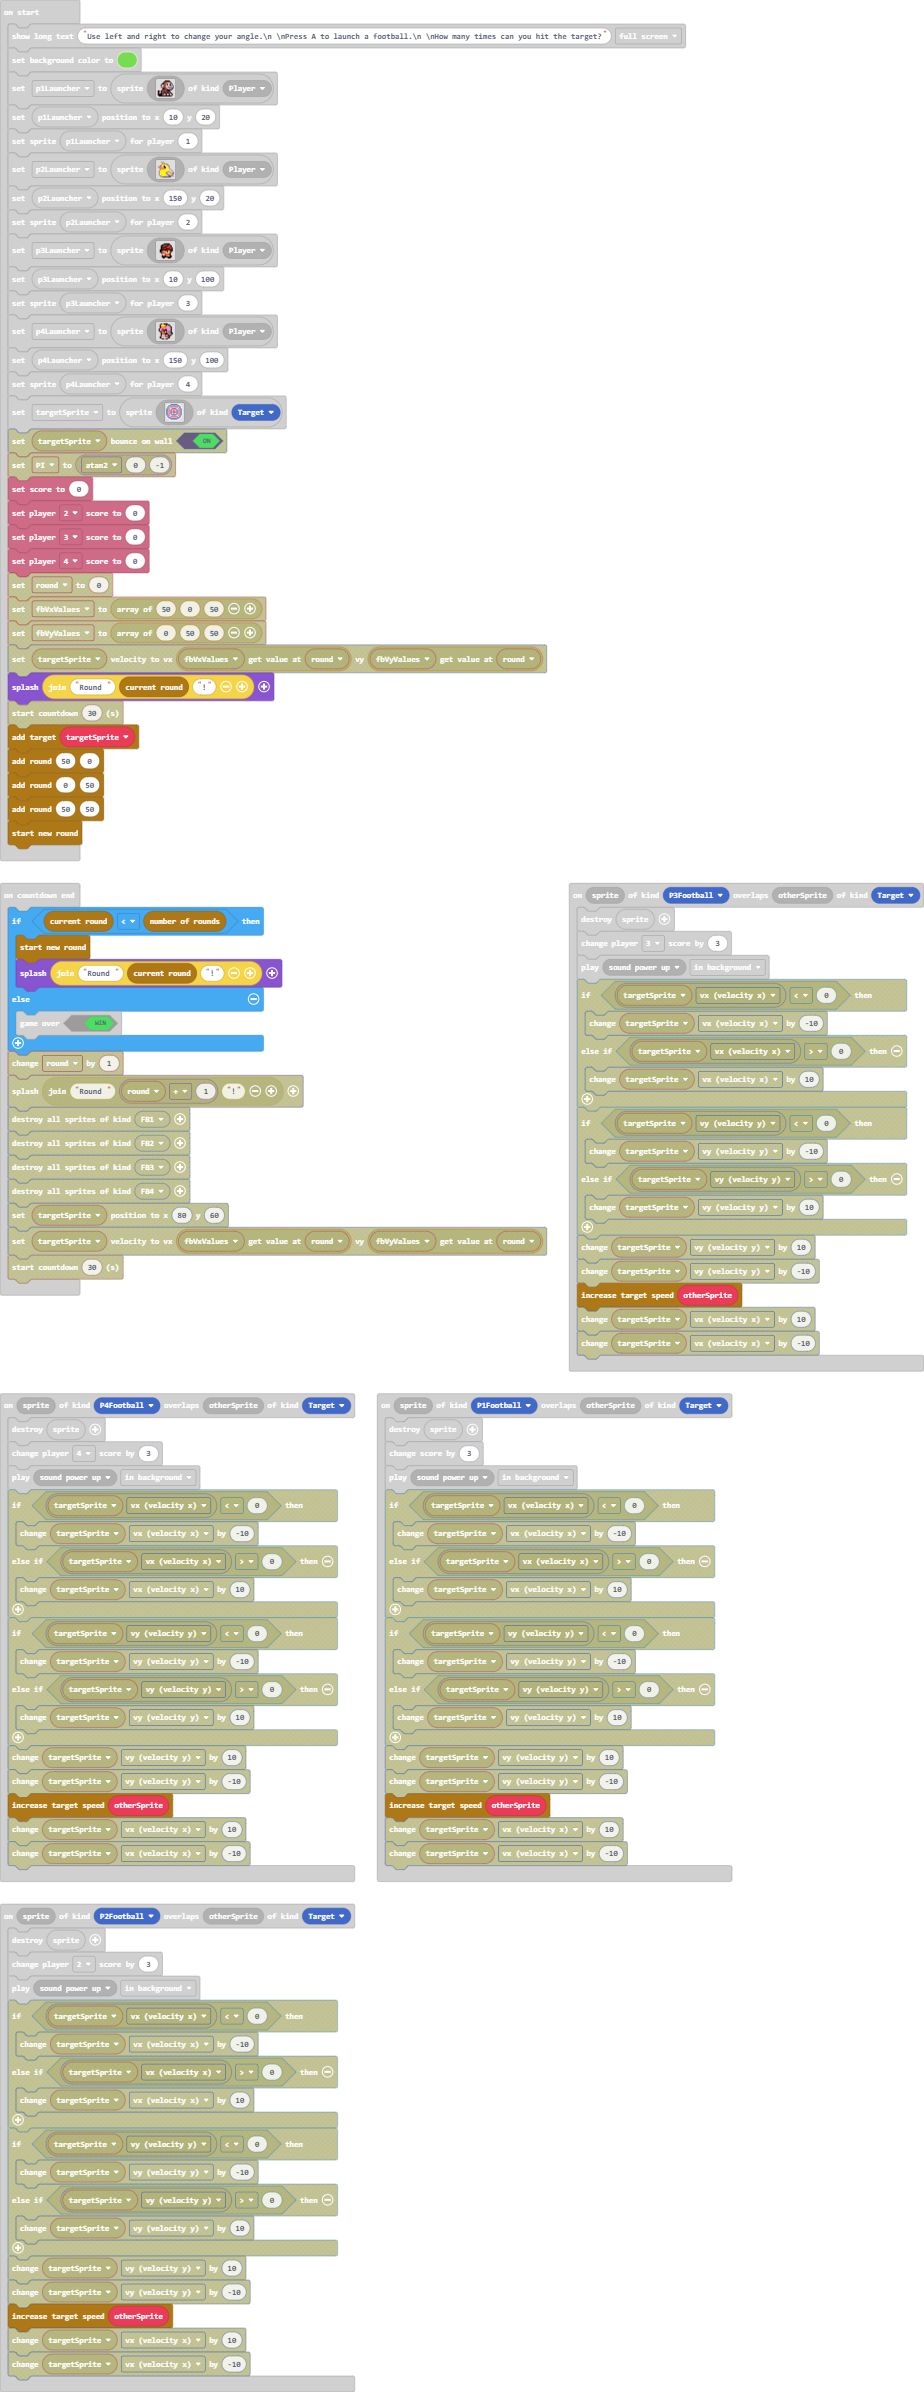 on start
show long text "Use left and right to change your angle.\n \nPress A to launch a football.\n \nHow many times can you hit the target?" full screen
set background color to
set p1Launcher to sprite of kind Player
set p1Launcher position to x 10 y 20
set sprite p1Launcher for player 1
set p2Launcher to sprite of kind Player
set p2Launcher position to x 150 y 20
set sprite p2Launcher for player 2
set p3Launcher to sprite of kind Player
set p3Launcher position to x 10 y 100
set sprite p3Launcher for player 3
set p4Launcher to sprite of kind Player
set p4Launcher position to x 150 y 100
set sprite p4Launcher for player 4
set targetSprite to sprite of kind Target
set targetSprite bounce on wall ON
set PI to atan2 0 -1
set score to 0
set player 2 score to 0
set player 3 score to 0
set player 4 score to 0
set round to 0
set fbVxValues to array of 50 0 50
set fbVyValues to array of 0 50 50
set targetSprite velocity to vx fbVxValues get value at round vy fbVyValues get value at round
splash join "Round " current round "!"
start countdown 30 (s)
add target targetSprite
add round 50 0
add round 0 50
add round 50 50
start new round
on countdown end
if current round < number of rounds then
start new round
splash join "Round " current round "!"
else
game over WIN
change round by 1
splash join "Round " round + 1 "!"
destroy all sprites of kind FB1
destroy all sprites of kind FB2
destroy all sprites of kind FB3
destroy all sprites of kind FB4
set targetSprite position to x 80 y 60
set targetSprite velocity to vx fbVxValues get value at round vy fbVyValues get value at round
start countdown 30 (s)
on sprite of kind P3Football overlaps otherSprite of kind Target
destroy sprite
change player 3 score by 3
play sound power up in background
if targetSprite vx (velocity x) < 0 then
change targetSprite vx (velocity x) by -10
else if targetSprite vx (velocity x) > 0 then
change targetSprite vx (velocity x) by 10
if targetSprite vy (velocity y) < 0 then
change targetSprite vy (velocity y) by -10
else if targetSprite vy (velocity y) > 0 then
change targetSprite vy (velocity y) by 10
change targetSprite vy (velocity y) by 10
change targetSprite vy (velocity y) by -10
increase target speed otherSprite
change targetSprite vx (velocity x) by 10
change targetSprite vx (velocity x) by -10
on sprite of kind P4Football overlaps otherSprite of kind Target
destroy sprite
change player 4 score by 3
play sound power up in background
if targetSprite vx (velocity x) < 0 then
change targetSprite vx (velocity x) by -10
else if targetSprite vx (velocity x) > 0 then
change targetSprite vx (velocity x) by 10
if targetSprite vy (velocity y) < 0 then
change targetSprite vy (velocity y) by -10
else if targetSprite vy (velocity y) > 0 then
change targetSprite vy (velocity y) by 10
change targetSprite vy (velocity y) by 10
change targetSprite vy (velocity y) by -10
increase target speed otherSprite
change targetSprite vx (velocity x) by 10
change targetSprite vx (velocity x) by -10
on sprite of kind P1Football overlaps otherSprite of kind Target
destroy sprite
change score by 3
play sound power up in background
if targetSprite vx (velocity x) < 0 then
change targetSprite vx (velocity x) by -10
else if targetSprite vx (velocity x) > 0 then
change targetSprite vx (velocity x) by 10
if targetSprite vy (velocity y) < 0 then
change targetSprite vy (velocity y) by -10
else if targetSprite vy (velocity y) > 0 then
change targetSprite vy (velocity y) by 10
change targetSprite vy (velocity y) by 10
change targetSprite vy (velocity y) by -10
increase target speed otherSprite
change targetSprite vx (velocity x) by 10
change targetSprite vx (velocity x) by -10
on sprite of kind P2Football overlaps otherSprite of kind Target
destroy sprite
change player 2 score by 3
play sound power up in background
if targetSprite vx (velocity x) < 0 then
change targetSprite vx (velocity x) by -10
else if targetSprite vx (velocity x) > 0 then
change targetSprite vx (velocity x) by 10
if targetSprite vy (velocity y) < 0 then
change targetSprite vy (velocity y) by -10
else if targetSprite vy (velocity y) > 0 then
change targetSprite vy (velocity y) by 10
change targetSprite vy (velocity y) by 10
change targetSprite vy (velocity y) by -10
increase target speed otherSprite
change targetSprite vx (velocity x) by 10
change targetSprite vx (velocity x) by -10